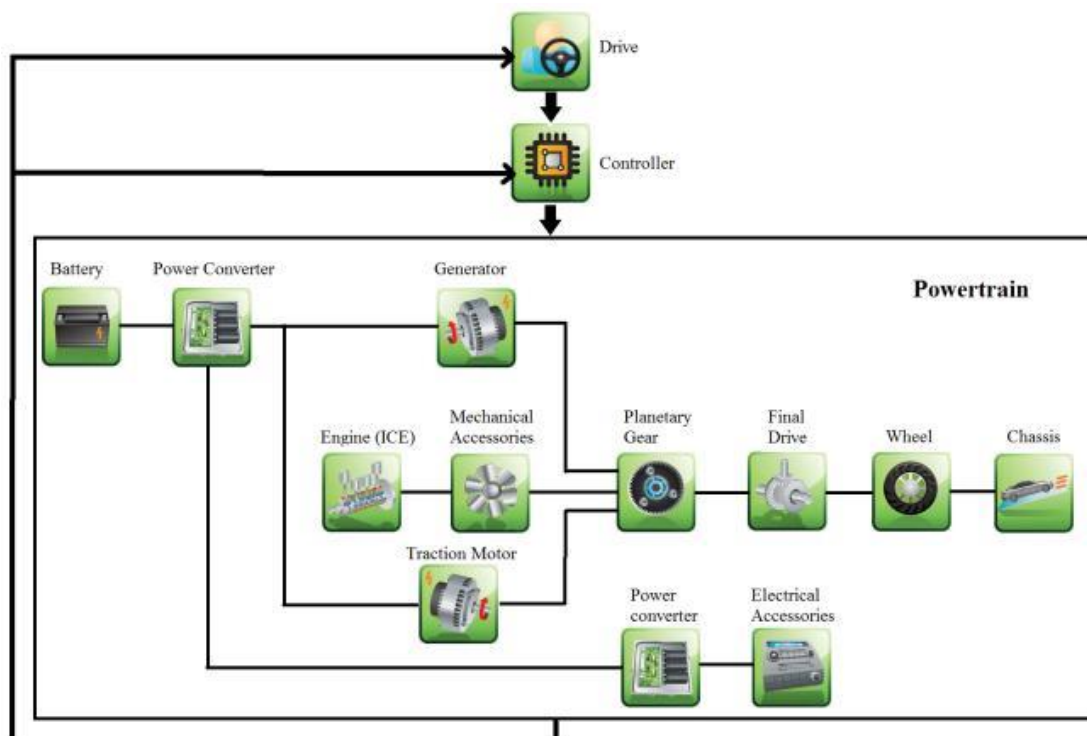 Drive
Controller
Powertrain
Battery
Power Converter
Generator
Engine (ICE)
Mechanical
Accessories
Planetary
Gear
Final
Drive
Wheel
Chassis
Traction Motor
Power
converter
Electrical
Accessories